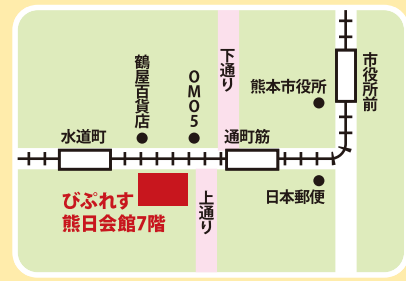 鶴屋百貨店
OMO5
下通り
熊本市役所
市役所前
水道町
通町筋
びぷれす
熊日会館7階
上通り
日本郵便